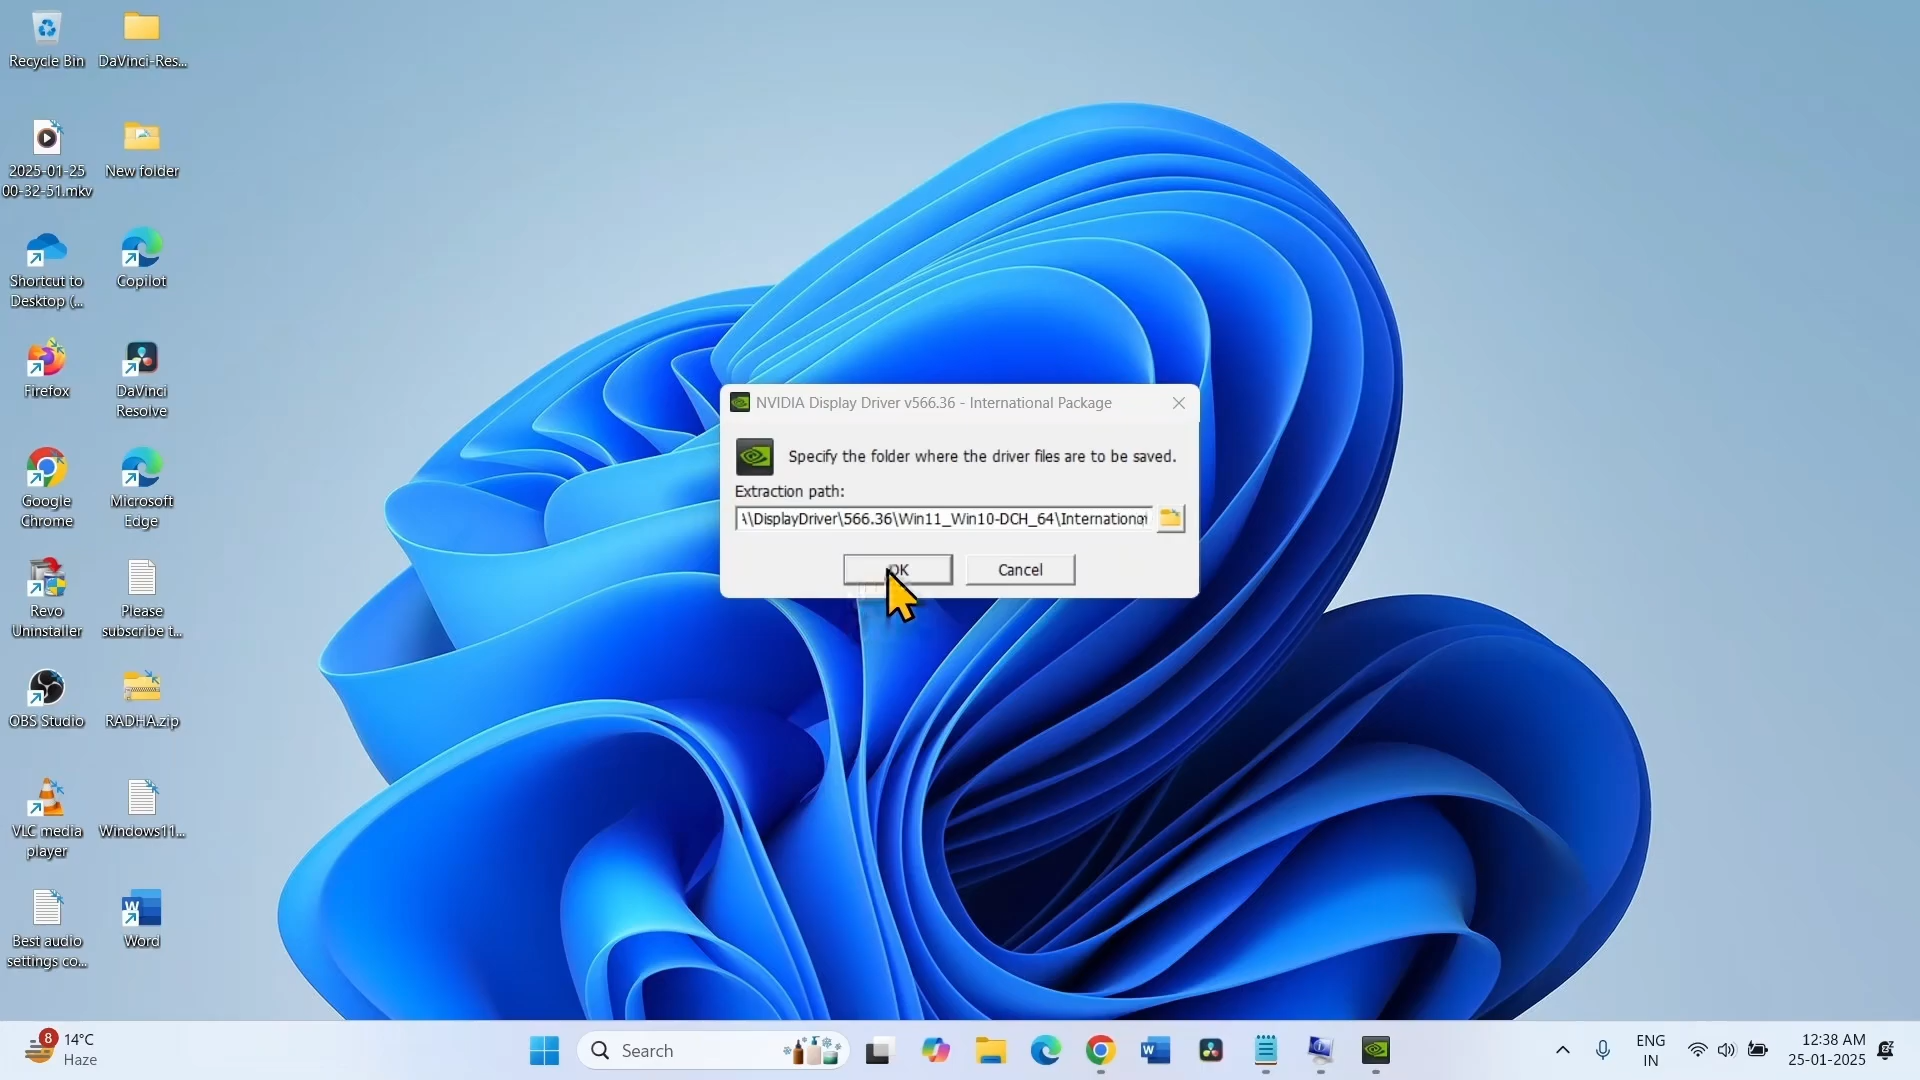 Recycle Bin
DaVinci-Res...
2025-01-25
00-32-51.mkv
New folder
Shortcut to
Desktop (...
Copilot
Firefox
DaVinci
Resolve
Google
Chrome
Microsoft
Edge
Revo
Uninstaller
Please
subscribe t...
OBS Studio
RADHA.zip
VLC media
player
Windows11...
Best audio
settings co...
Word
NVIDIA Display Driver v566.36 - International Package
Specify the folder where the driver files are to be saved.
Extraction path:
\DisplayDriver\566.36\Win11_Win10-DCH_64\International
OK
Cancel
8
14°C
Haze
Search
ENG
IN
12:38 AM
25-01-2025